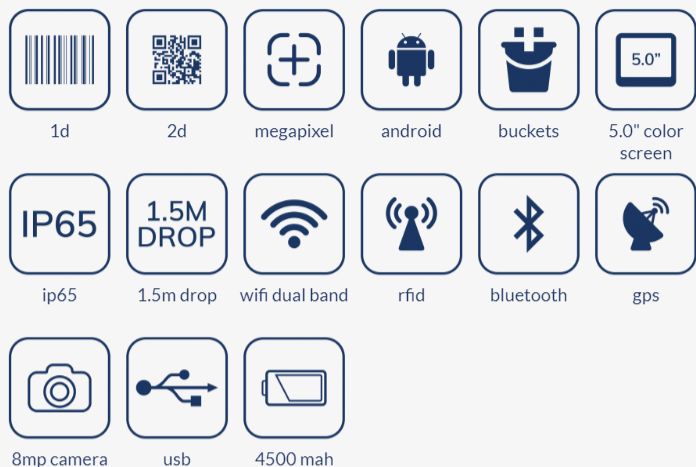 5.0"
1d
2d
megapixel
android
buckets
5.0" color
screen
IP65
1.5M
DROP
ip65
1.5m drop
wifi dual band
rfid
bluetooth
gps
8mp camera
usb
4500 mah